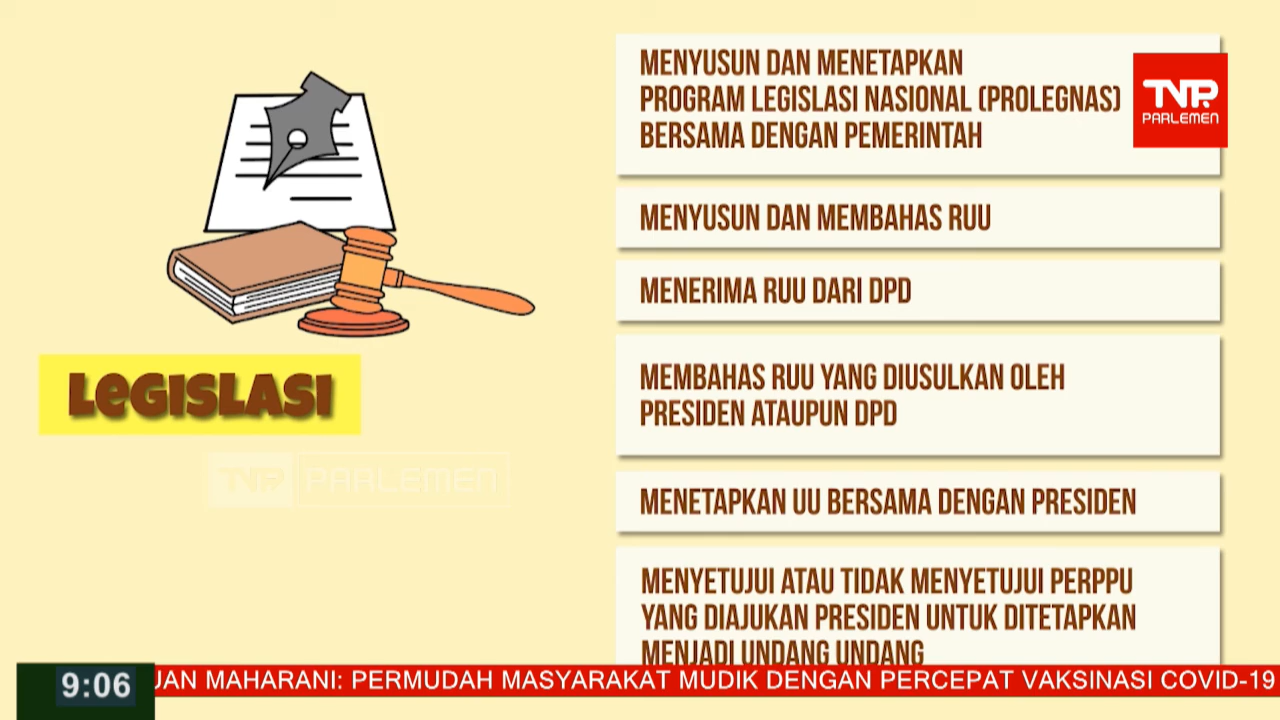 MENYUSUN DAN MENETAPKAN
PROGRAM LEGISLASI NASIONAL (PROLEGNAS)
BERSAMA DENGAN PEMERINTAH
TVR
PARLEMEN
MENYUSUN DAN MEMBAHAS RUU
MENERIMA RUU DARI DPD
MEMBAHAS RUU YANG DIUSULKAN OLEH
PRESIDEN ATAUPUN DPD
LEGISLASI
TVR PARLEMEN
MENETAPKAN UU BERSAMA DENGAN PRESIDEN
MENYETUJUI ATAU TIDAK MENYETUJUI PERPPU
YANG DIAJUKAN PRESIDEN UNTUK DITETAPKAN
MENJADI UNDANG UNDANG
9:06
UAN MAHARANI: PERMUDAH MASYARAKAT MUDIK DENGAN PERCEPAT VAKSINASI COVID-19